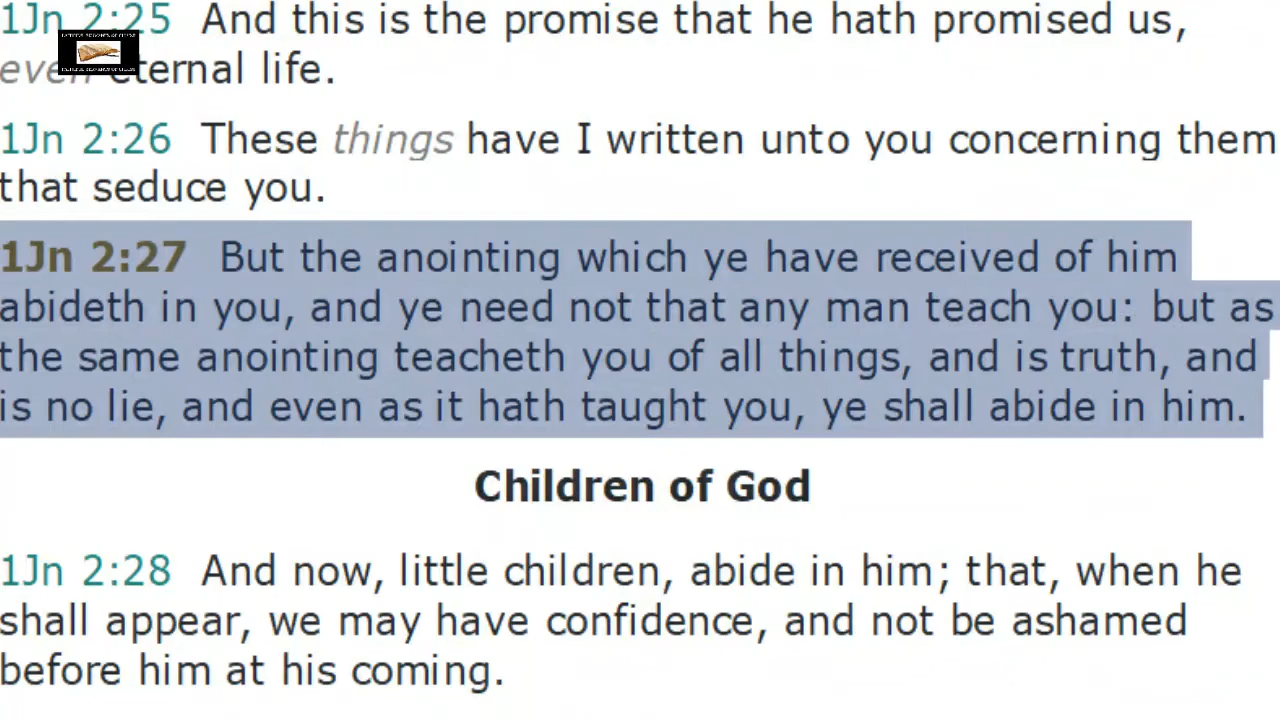 1Jn 2:25 And this is the promise that he hath promised us,
even eternal life.
1Jn 2:26 These things have I written unto you concerning them
that seduce you.
1Jn 2:27 But the anointing which ye have received of him
abideth in you, and ye need not that any man teach you: but as
the same anointing teacheth you of all things, and is truth, and
is no lie, and even as it hath taught you, ye shall abide in him.
Children of God
1Jn 2:28 And now, little children, abide in him; that, when he
shall appear, we may have confidence, and not be ashamed
before him at his coming.